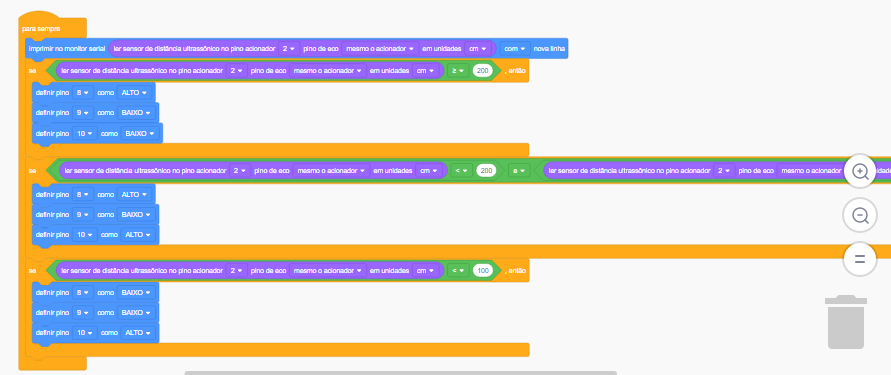 para sempre
imprimir no monitor serial ler sensor de distância ultrassônico no pino acionador 2 pino de eco mesmo o acionador em unidades cm com nova linha
se ler sensor de distância ultrassônico no pino acionador 2 pino de eco mesmo o acionador em unidades cm ≥ 200 , então
definir pino 8 como ALTO
definir pino 9 como BAIXO
definir pino 10 como BAIXO
se ler sensor de distância ultrassônico no pino acionador 2 pino de eco mesmo o acionador em unidades cm < 200 e ler sensor de distância ultrassônico no pino acionador 2 pino de eco mesmo o acionador
definir pino 8 como ALTO
definir pino 9 como BAIXO
definir pino 10 como ALTO
se ler sensor de distância ultrassônico no pino acionador 2 pino de eco mesmo o acionador em unidades cm < 100 , então
definir pino 8 como BAIXO
definir pino 9 como BAIXO
definir pino 10 como ALTO